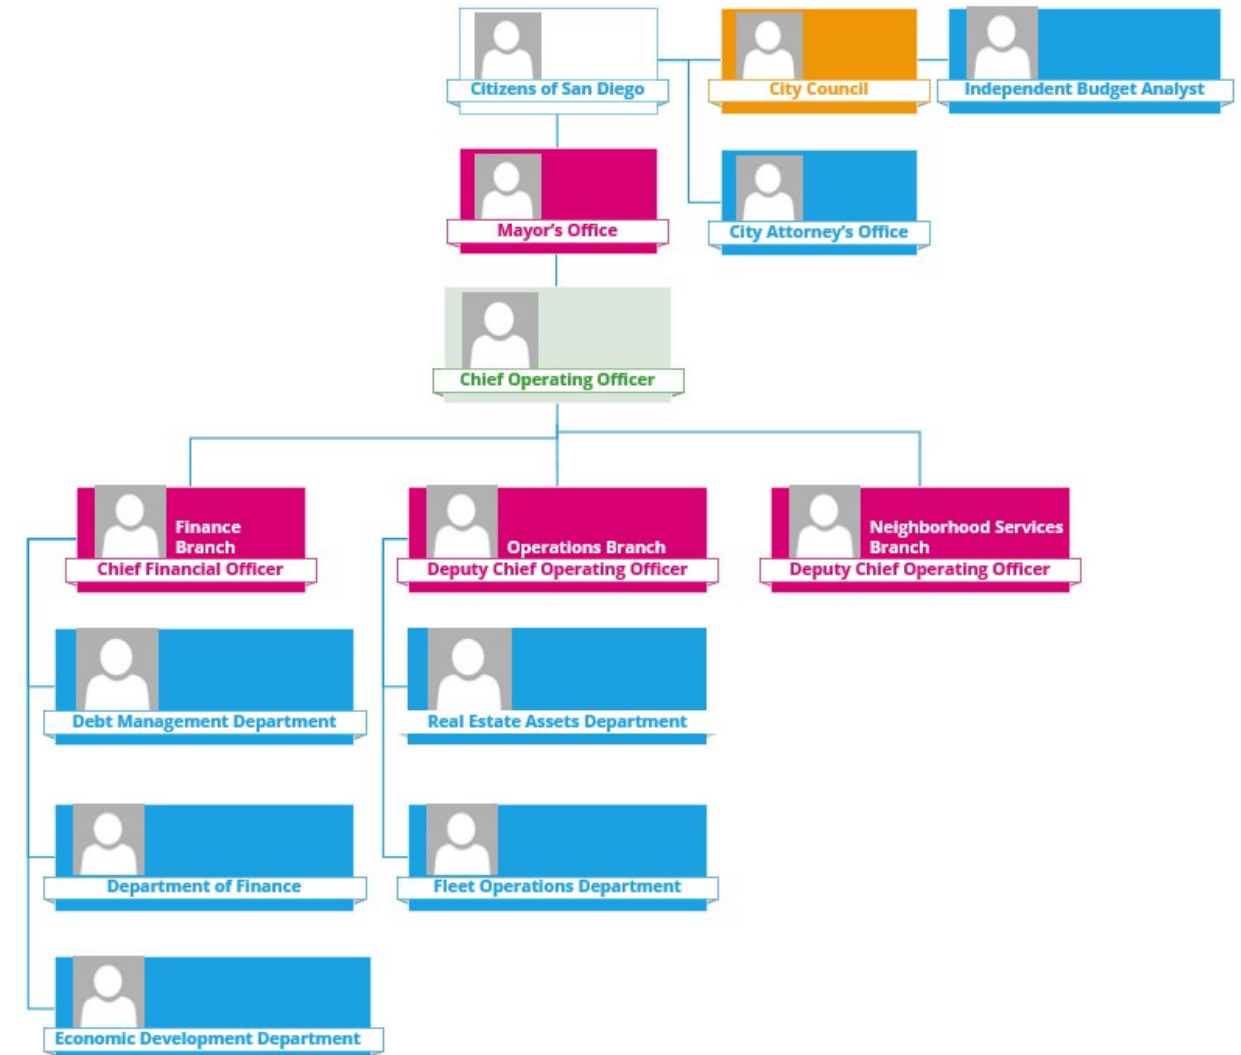 Citizens of San Diego
City Council
Independent Budget Analyst
Mayor's Office
City Attorney's Office
Chief Operating Officer
Finance
Branch
Chief Financial Officer
Operations Branch
Deputy Chief Operating Officer
Neighborhood Services
Branch
Deputy Chief Operating Officer
Debt Management Department
Real Estate Assets Department
Department of Finance
Fleet Operations Department
Economic Development Department